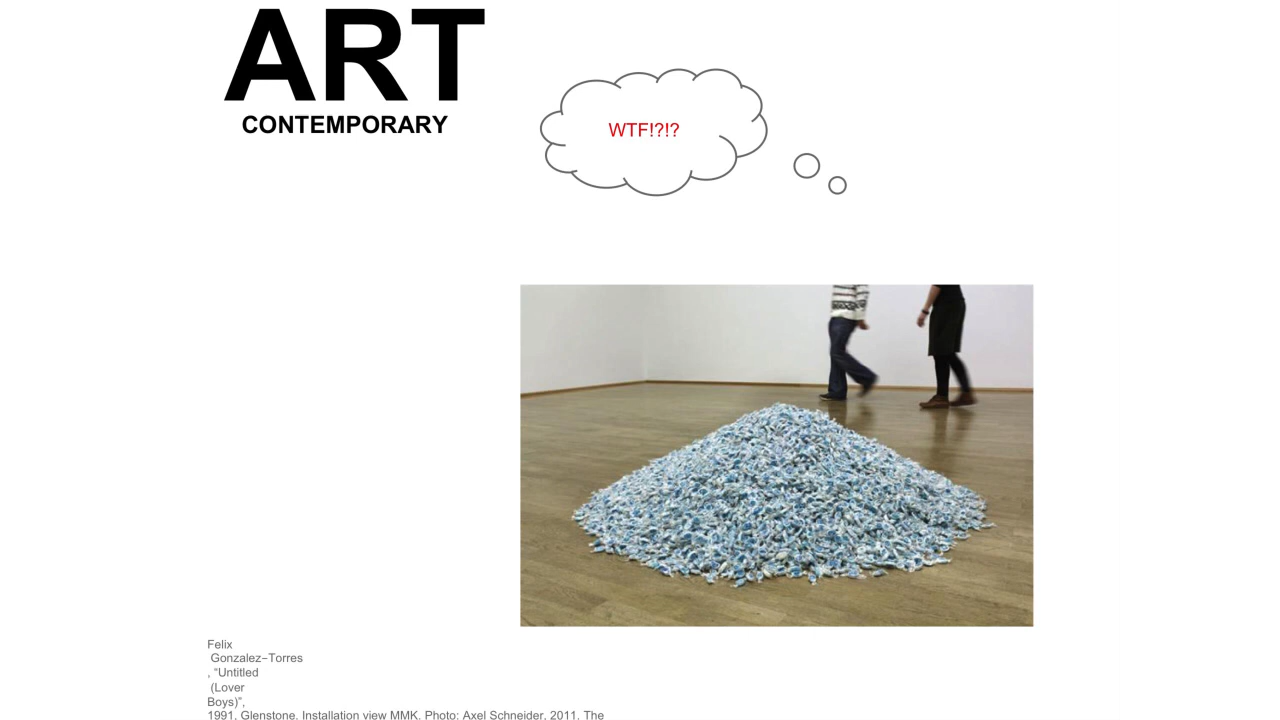 ART
CONTEMPORARY
WTF!?!?
Felix
Gonzalez–Torres
, “Untitled
(Lover
Boys)”,
1991. Glenstone. Installation view MMK. Photo: Axel Schneider, 2011. The